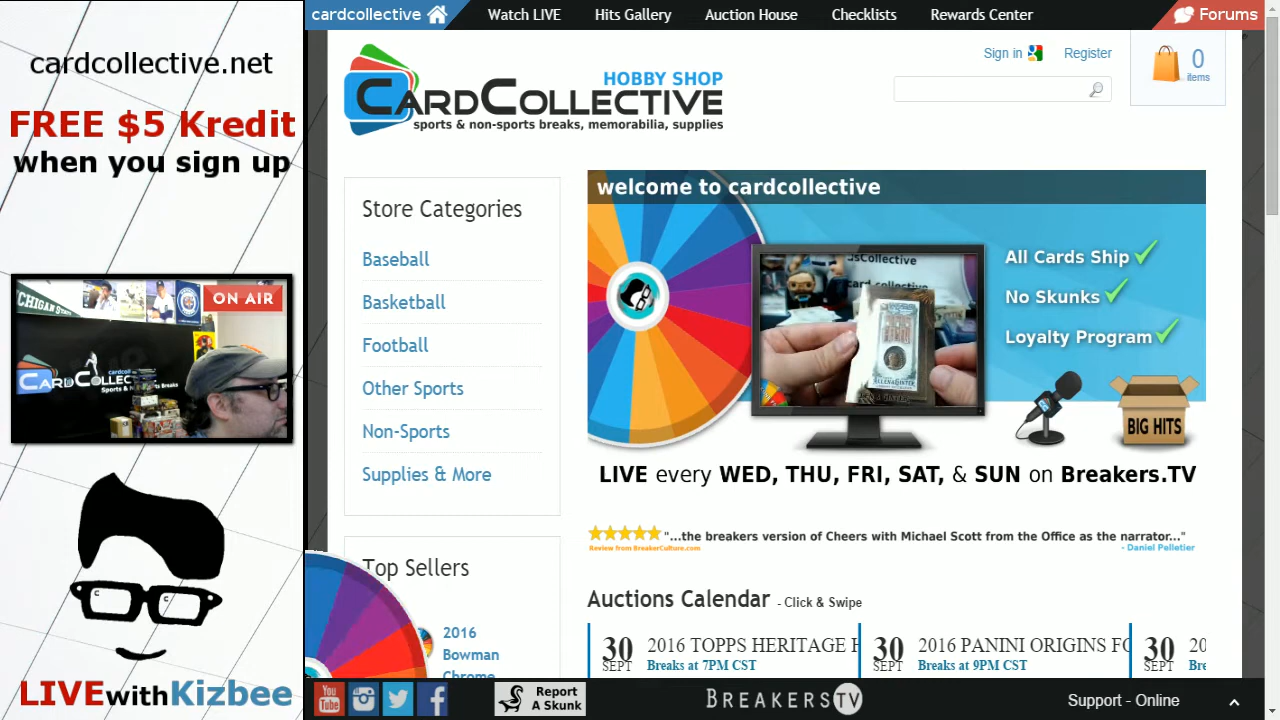 cardcollective
Watch LIVE
Hits Gallery
Auction House
Checklists
Rewards Center
Forums
cardcollective.net
FREE $5 Kredit
when you sign up
ON AIR
LIVEwithKizbee
HOBBY SHOP
CARDCOLLECTIVE
sports & non-sports breaks, memorabilia, supplies
Sign in
Register
0
items
Store Categories
Baseball
Basketball
Football
Other Sports
Non-Sports
Supplies & More
Top Sellers
2016
Bowman
Chrome
welcome to cardcollective
All Cards Ship
No Skunks
Loyalty Program
BIG HITS
LIVE every WED, THU, FRI, SAT, & SUN on Breakers.TV
"...the breakers version of Cheers with Michael Scott from the Office as the narrator..."
Review from BreakerCulture.com
- Daniel Pelletier
Auctions Calendar - Click & Swipe
30
SEPT
2016 TOPPS HERITAGE
Breaks at 7PM CST
30
SEPT
2016 PANINI ORIGINS
Breaks at 9PM CST
30
SEPT
You
Tube
Report
A Skunk
BREAKERSTV
Support - Online